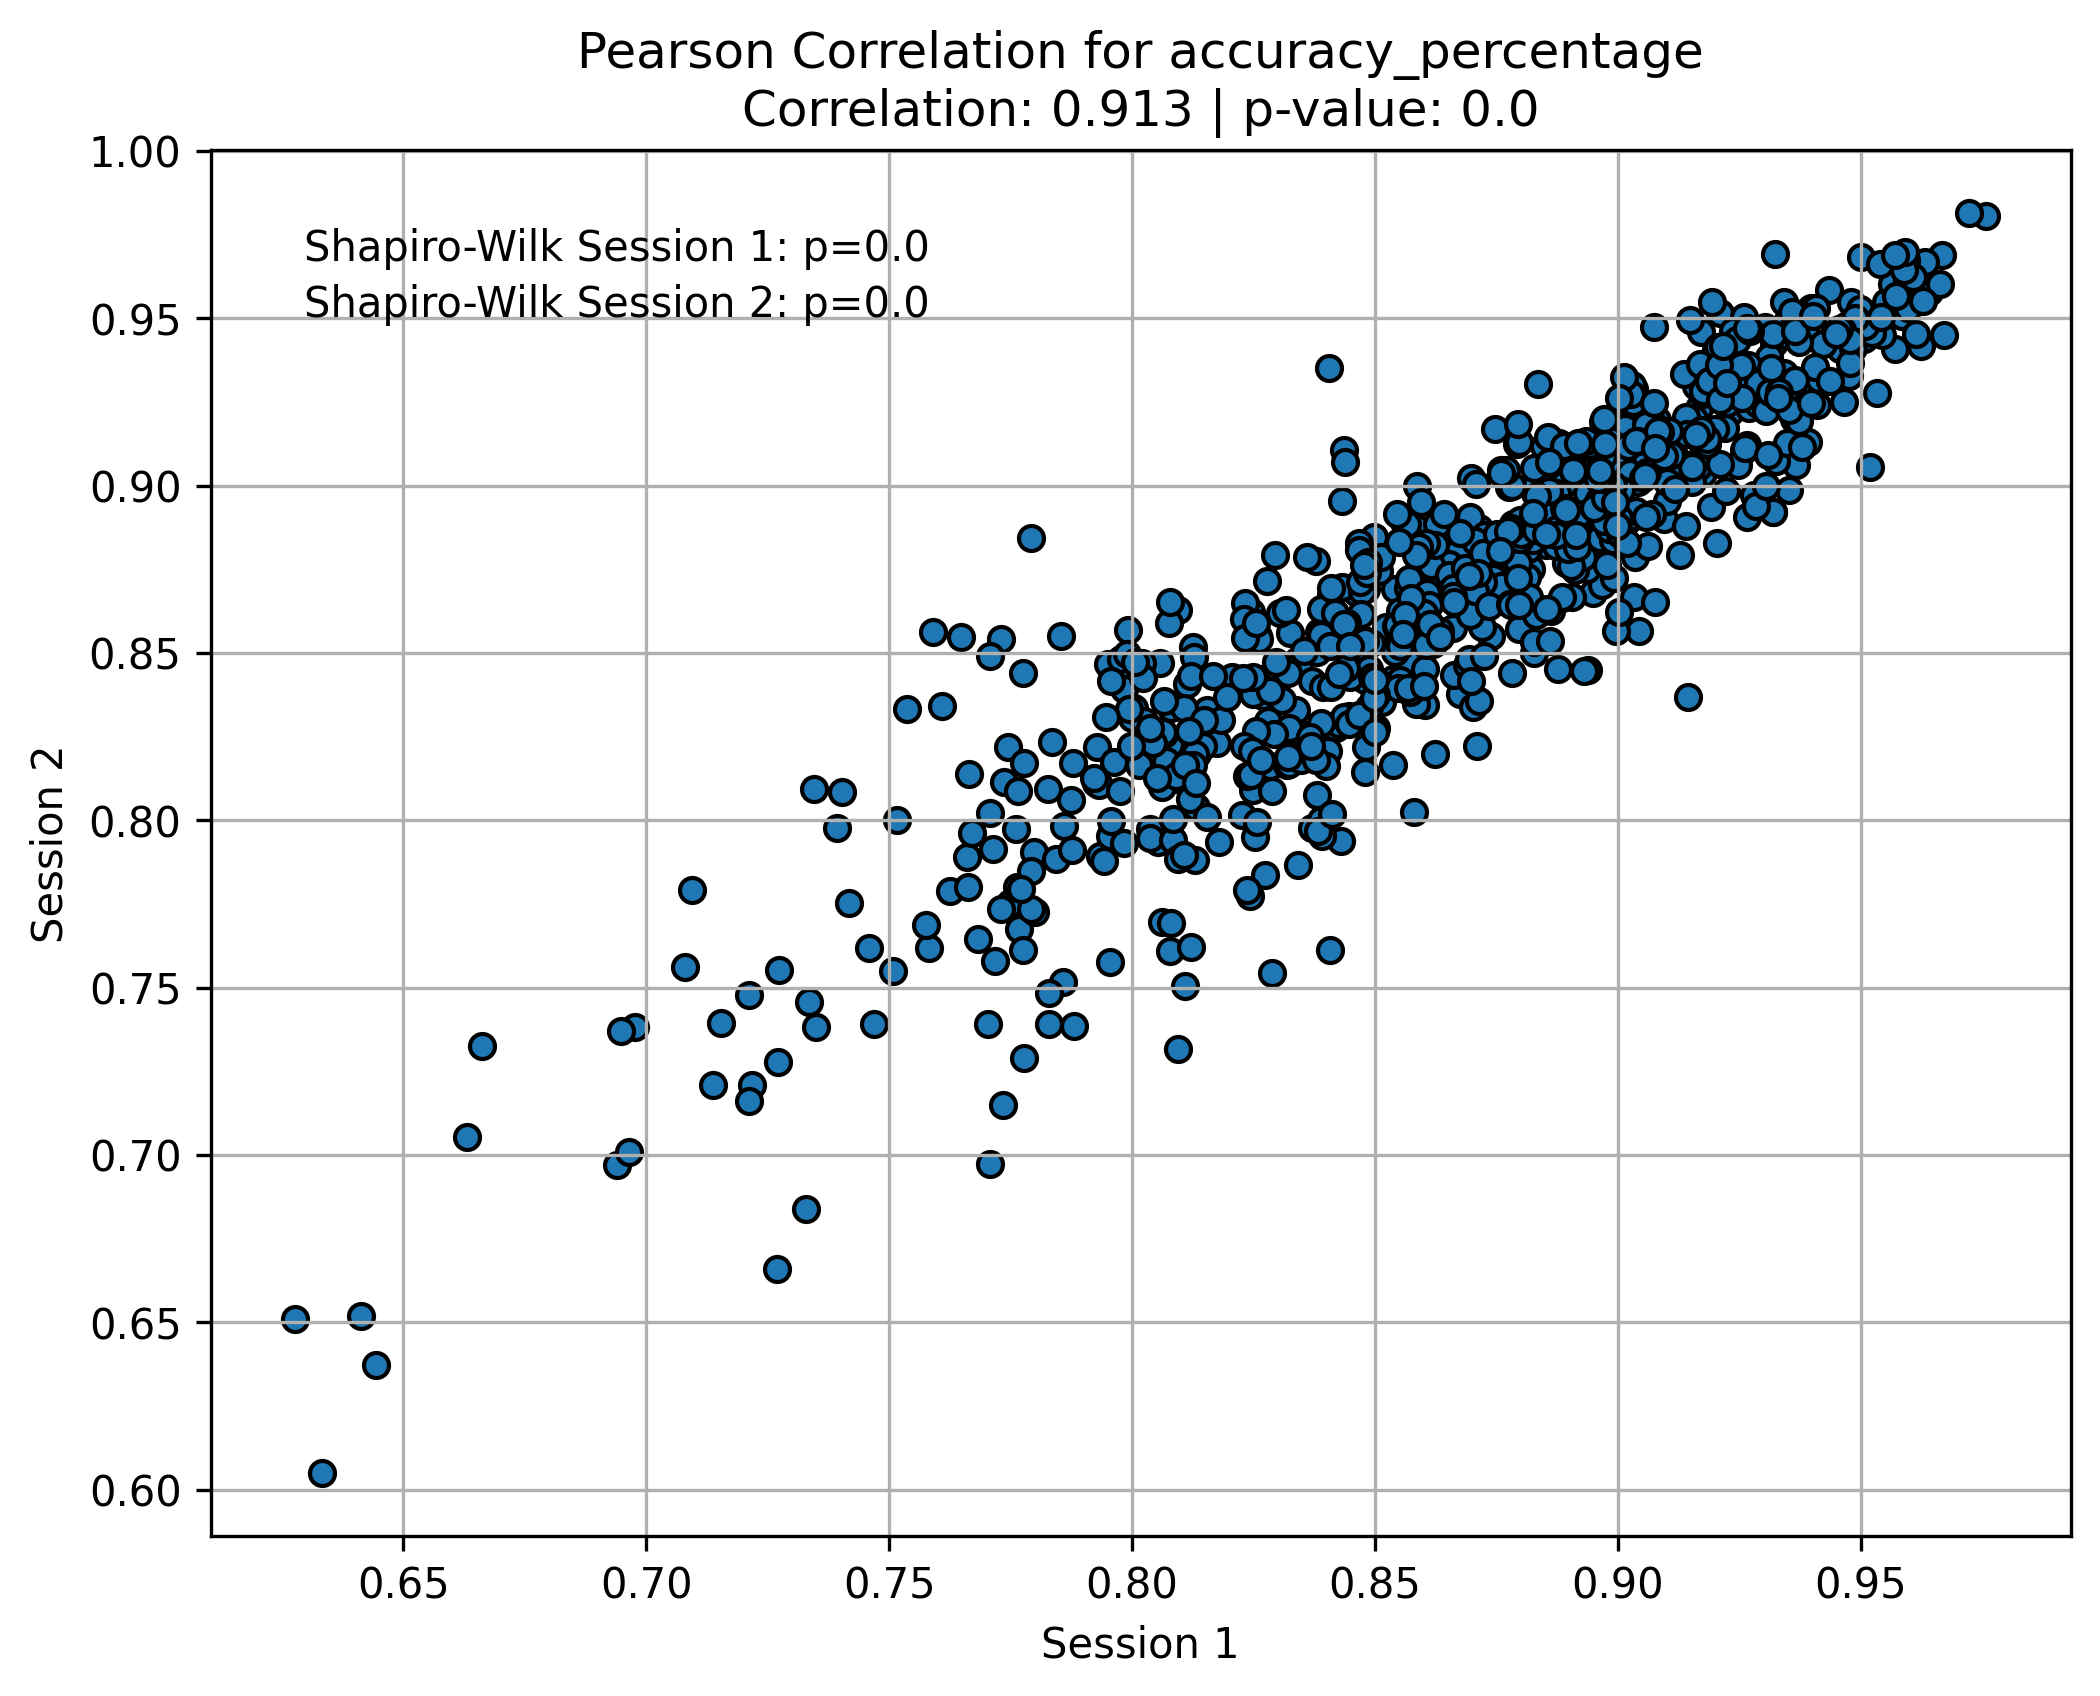 Pearson Correlation for accuracy_percentage
Correlation: 0.913 | p-value: 0.0
1.00
0.95
0.90
0.85
0.80
0.75
0.70
0.65
0.60
Shapiro-Wilk Session 1: p=0.0
Shapiro-Wilk Session 2: p=0.0
Session 2
0.65 0.70 0.75 0.80 0.85 0.90 0.95
Session 1